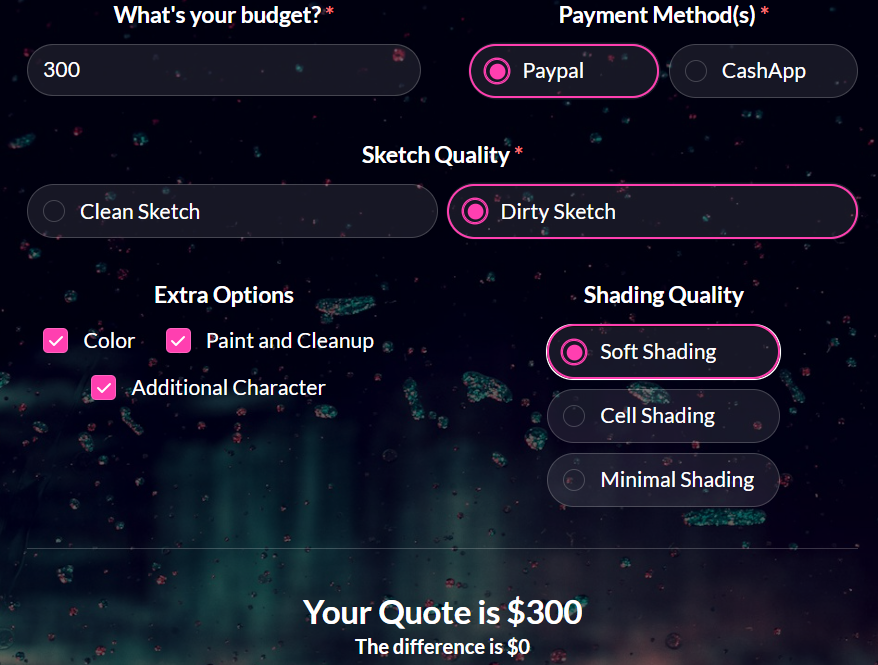 What's your budget? *
Payment Method(s) *
300
Paypal
CashApp
Sketch Quality *
Clean Sketch
Dirty Sketch
Extra Options
Shading Quality
Color
Paint and Cleanup
Additional Character
Soft Shading
Cell Shading
Minimal Shading
Your Quote is $300
The difference is $0